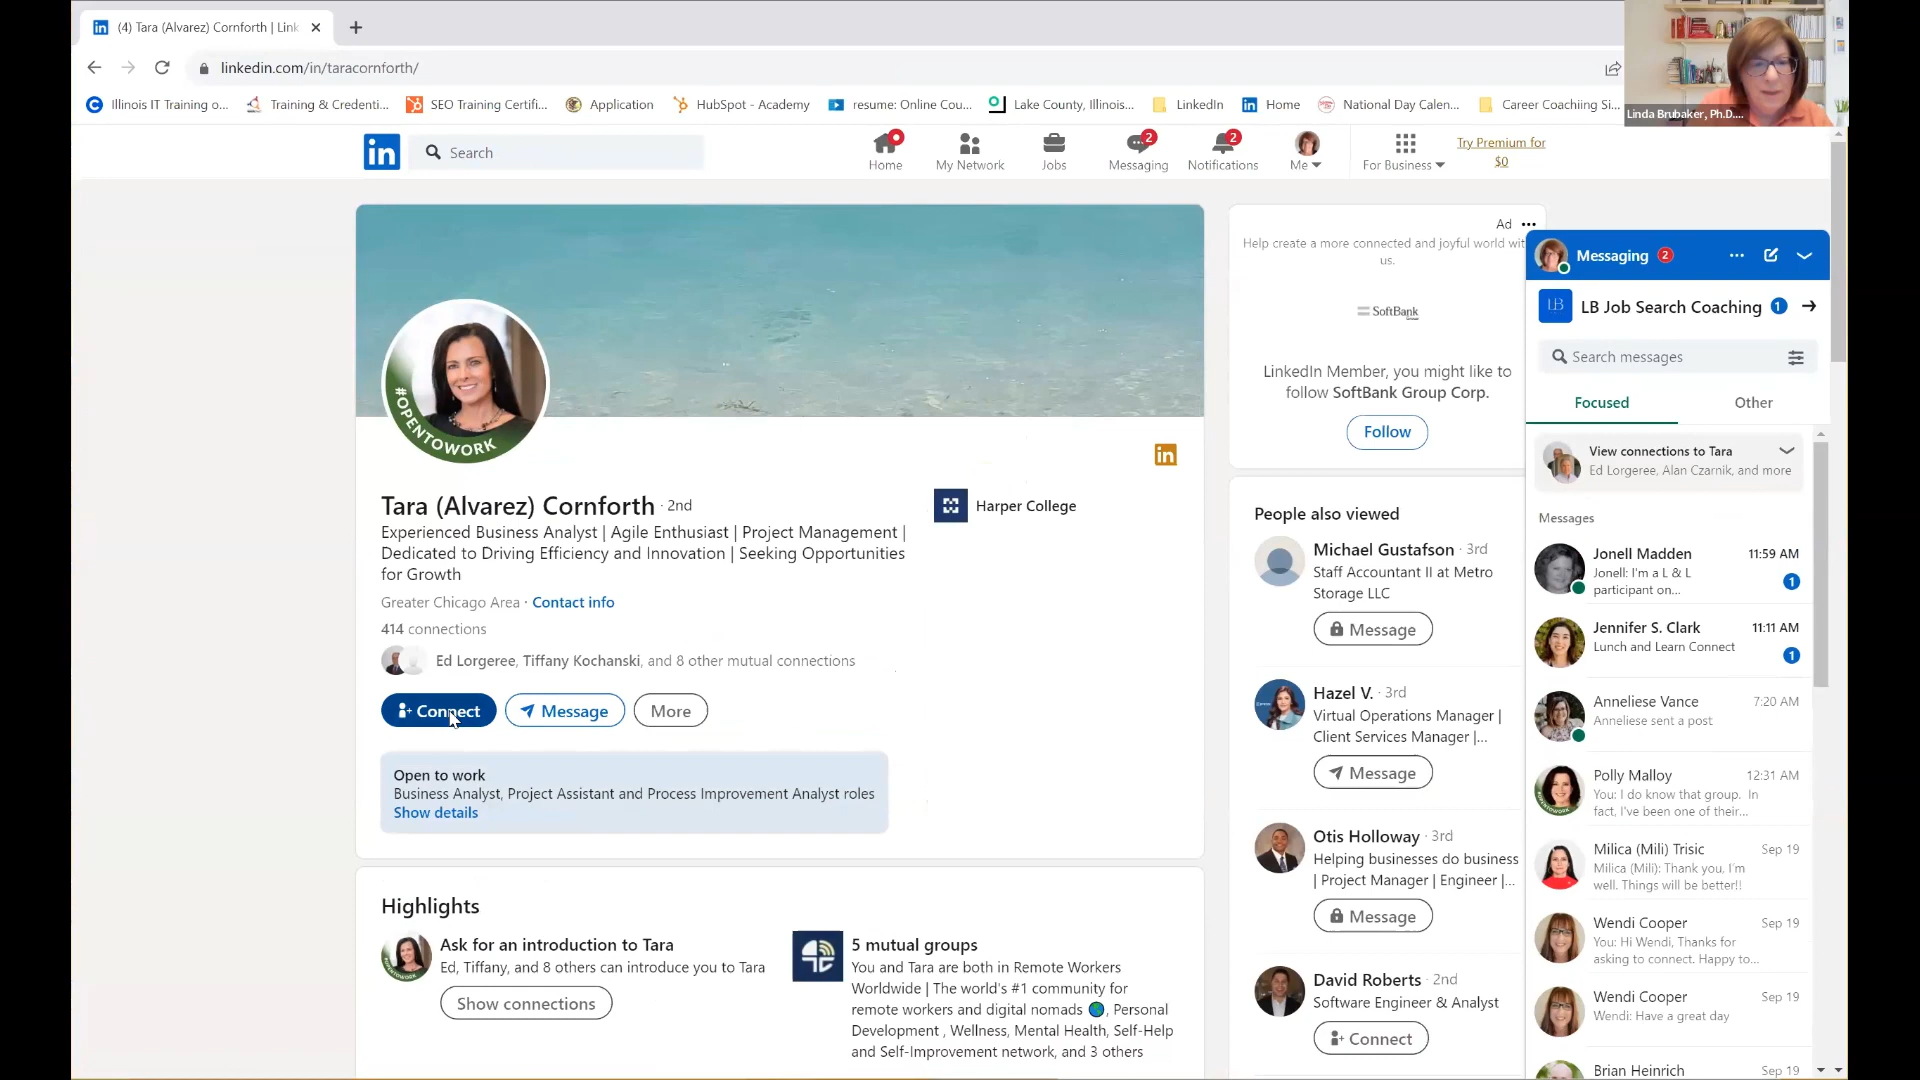 (4) Tara (Alvarez) Cornforth | Link
linkedin.com/in/taracornforth/
Illinois IT Training o...
Training & Credenti...
SEO Training Certifi...
Application
HubSpot - Academy
resume: Online Cou...
Lake County, Illinois...
LinkedIn
Home
National Day Calen...
Career Coachiing Si...
Linda Brubaker, Ph.D....
in
Search
Home
My Network
Jobs
2
Messaging
2
Notifications
Me
For Business
Try Premium for
$0
#OPENTOWORK
Tara (Alvarez) Cornforth · 2nd
Experienced Business Analyst | Agile Enthusiast | Project Management |
Dedicated to Driving Efficiency and Innovation | Seeking Opportunities
for Growth
Greater Chicago Area · Contact info
414 connections
Ed Lorgeree, Tiffany Kochanski, and 8 other mutual connections
Connect
Message
More
in
Harper College
Open to work
Business Analyst, Project Assistant and Process Improvement Analyst roles
Show details
Highlights
Ask for an introduction to Tara
Ed, Tiffany, and 8 others can introduce you to Tara
Show connections
5 mutual groups
You and Tara are both in Remote Workers
Worldwide | The world's #1 community for
remote workers and digital nomads 🌎, Personal
Development , Wellness, Mental Health, Self-Help
and Self-Improvement network, and 3 others
Ad
Help create a more connected and joyful world wit
us.
SoftBank
LinkedIn Member, you might like to
follow SoftBank Group Corp.
Follow
People also viewed
Michael Gustafson · 3rd
Staff Accountant II at Metro
Storage LLC
Message
Hazel V. · 3rd
Virtual Operations Manager |
Client Services Manager |...
Message
Otis Holloway · 3rd
Helping businesses do business
| Project Manager | Engineer |...
Message
David Roberts · 2nd
Software Engineer & Analyst
Connect
Messaging 2
LB
LB Job Search Coaching 1
Search messages
Focused
Other
View connections to Tara
Ed Lorgeree, Alan Czarnik, and more
Messages
Jonell Madden 11:59 AM
Jonell: I'm a L & L
participant on...
1
Jennifer S. Clark 11:11 AM
Lunch and Learn Connect
1
Anneliese Vance 7:20 AM
Anneliese sent a post
Polly Malloy 12:31 AM
You: I do know that group. In
fact, I've been one of their...
Milica (Mili) Trisic Sep 19
Milica (Mili): Thank you, I'm
well. Things will be better!!
Wendi Cooper Sep 19
You: Hi Wendi, Thanks for
asking to connect. Happy to...
Wendi Cooper Sep 19
Wendi: Have a great day
Brian Heinrich Sep 19